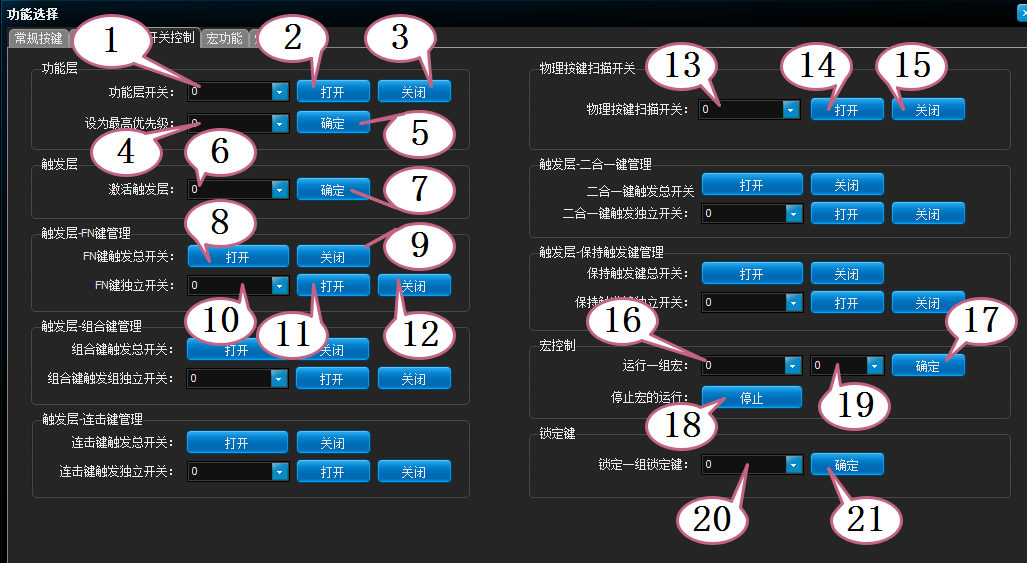 功能选择
常规按键 开关控制 宏功能
1 2 3
功能层
功能层开关： 0 打开 关闭
设为最高优先级： 0 确定
4 5
触发层
6
激活触发层： 0 确定
7
触发层-FN键管理
8 9
FN键触发总开关： 打开 关闭
FN键独立开关： 0 打开 关闭
10 11 12
触发层-组合键管理
组合键触发总开关： 打开 关闭
组合键触发组独立开关： 0 打开 关闭
触发层-连击键管理
连击键触发总开关： 打开 关闭
连击键触发独立开关： 0 打开 关闭
物理按键扫描开关
13 14 15
物理按键扫描开关： 0 打开 关闭
触发层-二合一键管理
二合一键触发总开关 打开 关闭
二合一键触发独立开关： 0 打开 关闭
触发层-保持触发键管理
保持触发键总开关： 打开 关闭
保持触发键独立开关： 0 打开 关闭
16 17
宏控制
运行一组宏： 0 0 确定
停止宏的运行： 停止
18 19
锁定键
锁定一组锁定键： 0 确定
20 21